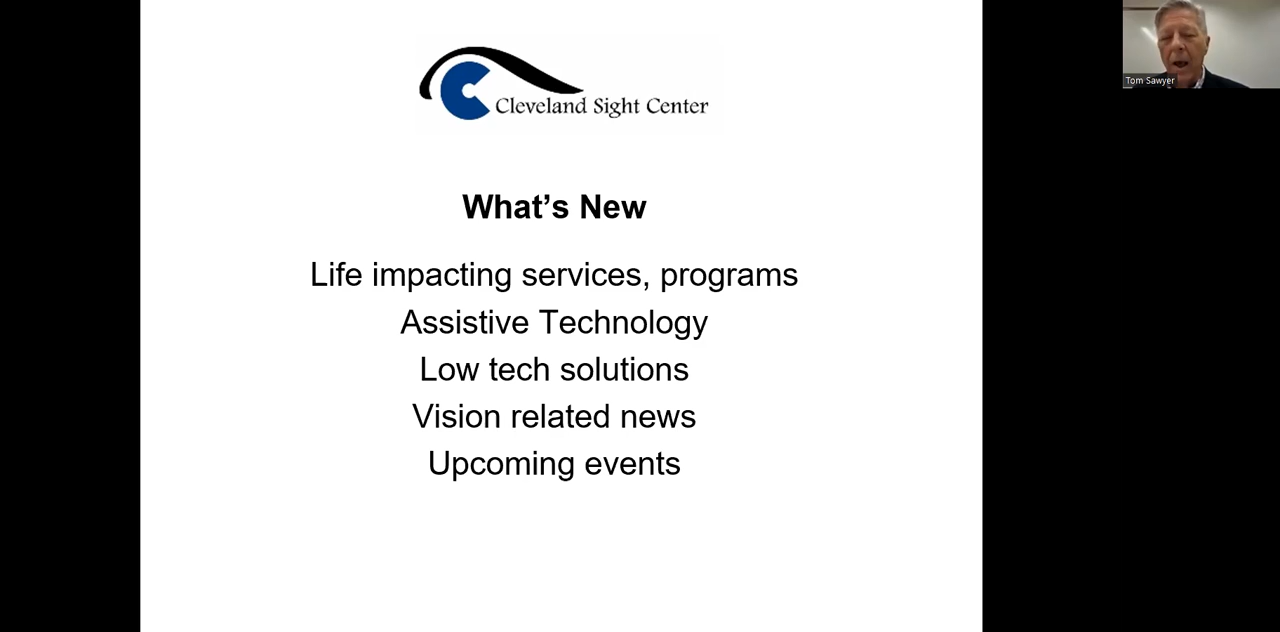 Cleveland Sight Center
Tom Sawyer
What's New
Life impacting services, programs
Assistive Technology
Low tech solutions
Vision related news
Upcoming events